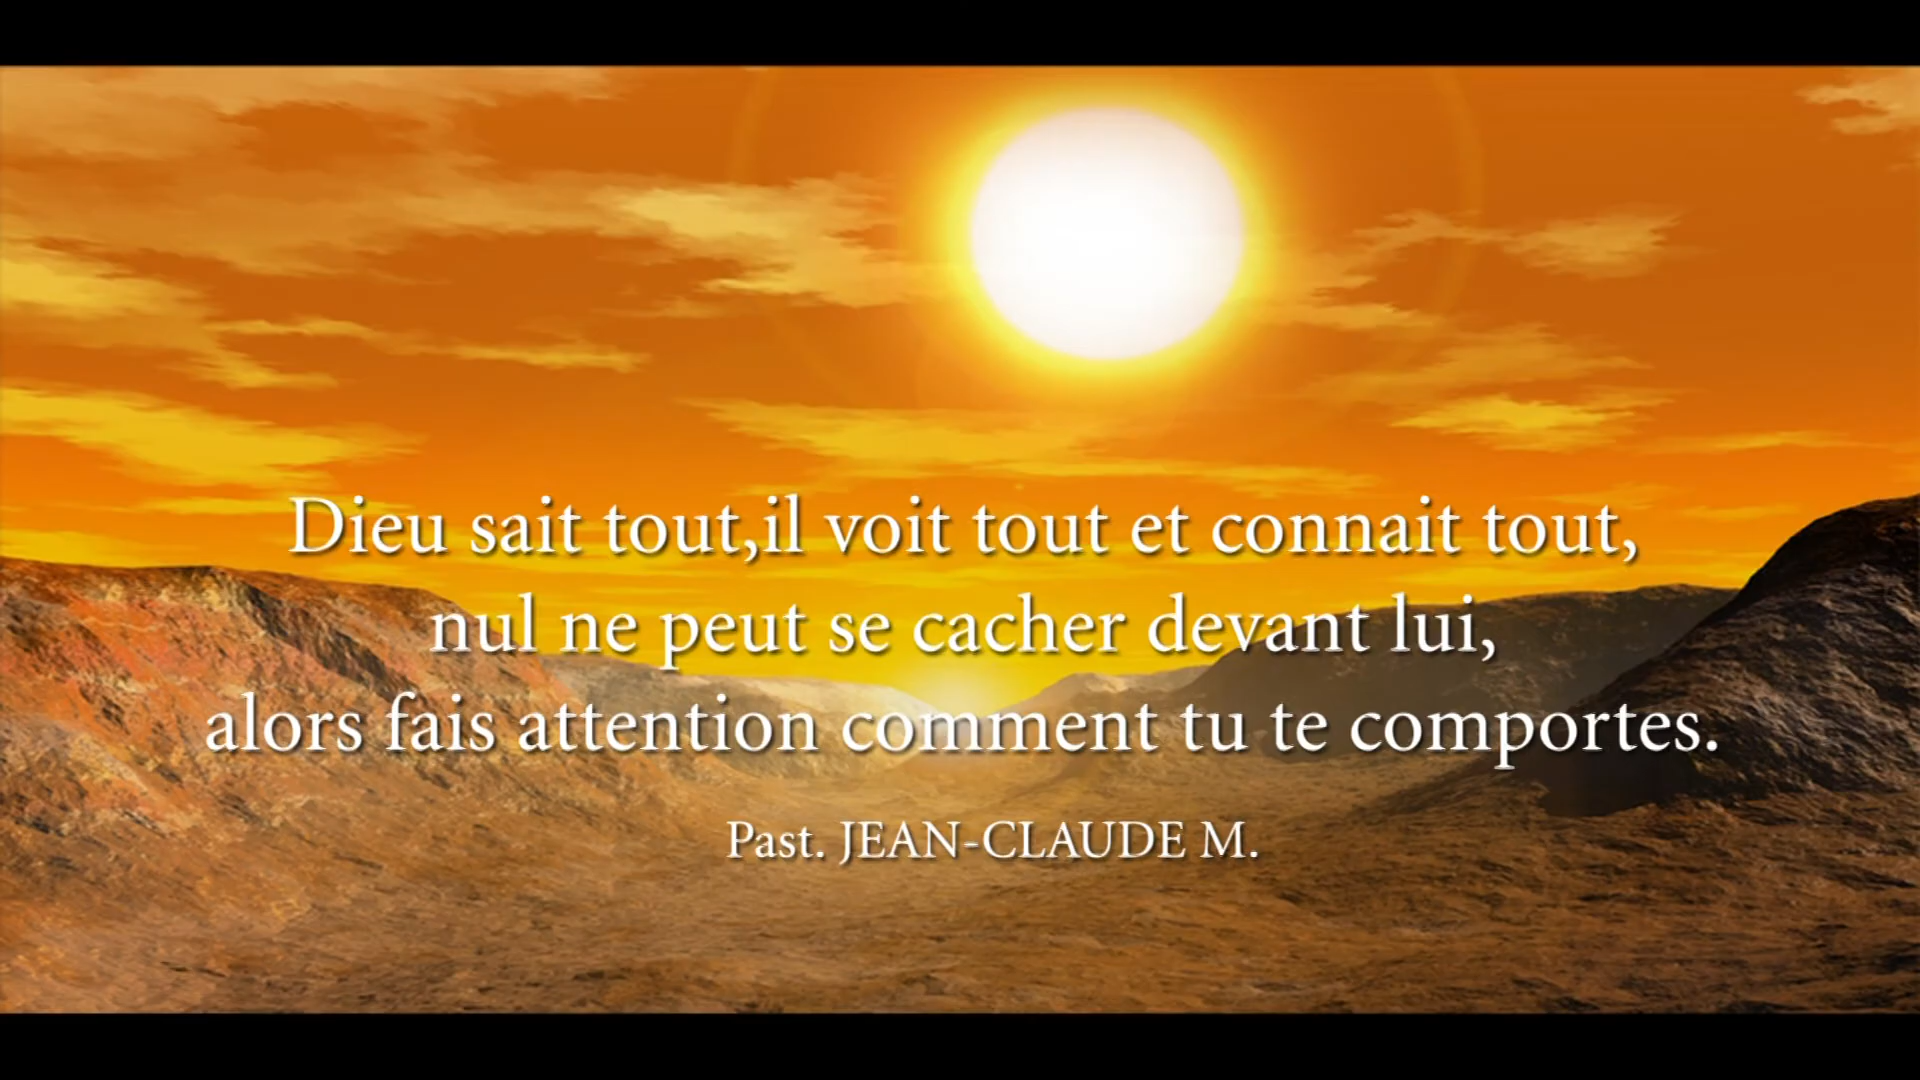 Dieu sait tout,il voit tout et connait tout,
nul ne peut se cacher devant lui,
alors fais attention comment tu te comportes.
Past. JEAN-CLAUDE M.